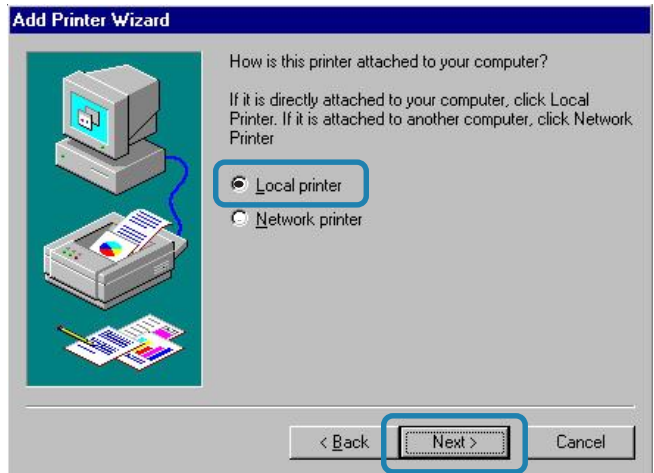 Add Printer Wizard
How is this printer attached to your computer?
If it is directly attached to your computer, click Local
Printer. If it is attached to another computer, click Network
Printer
Local printer
Network printer
< Back
Next >
Cancel